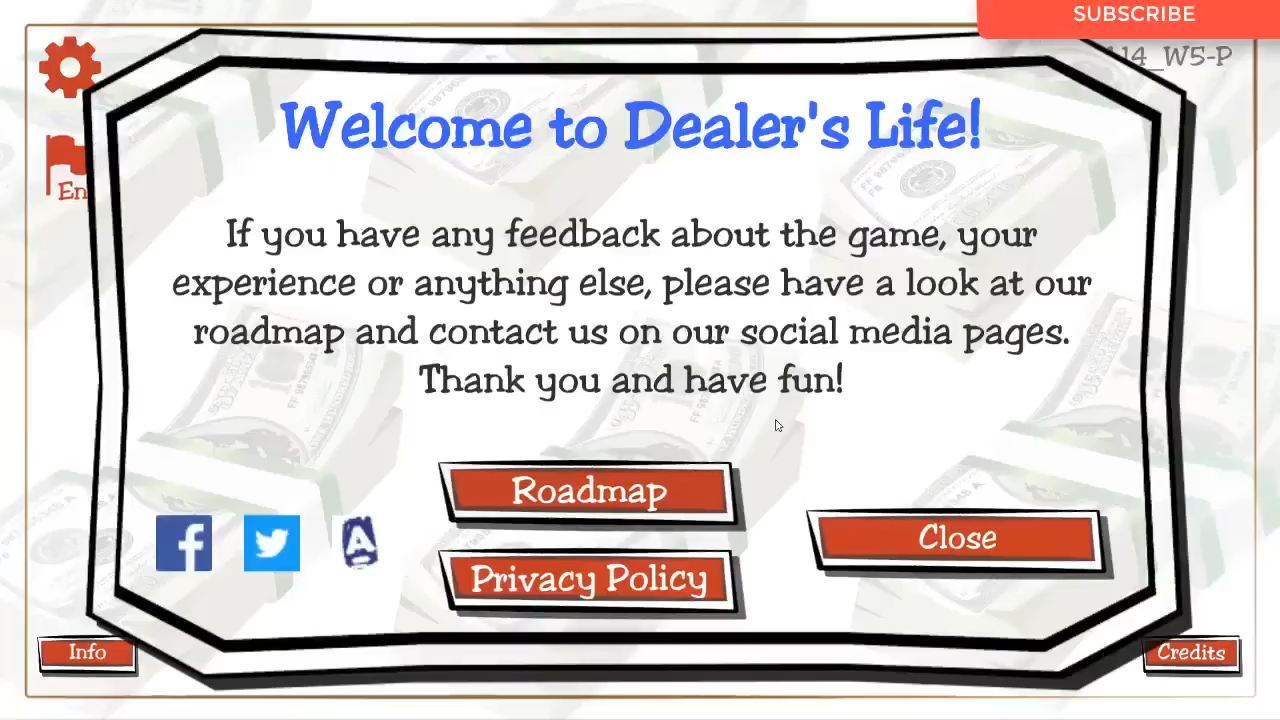 SUBSCRIBE
14_W5-P
Welcome to Dealer's Life!
En
If you have any feedback about the game, your
experience or anything else, please have a look at our
roadmap and contact us on our social media pages.
Thank you and have fun!
Roadmap
Close
Privacy Policy
Info
Credits